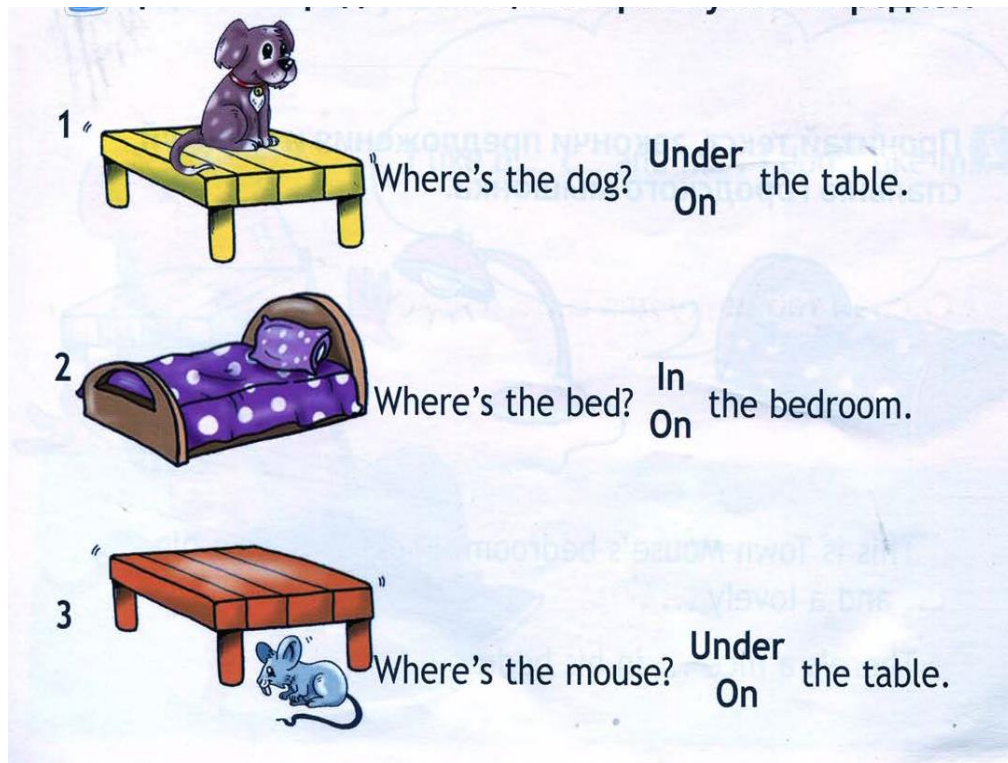 1
Where's the dog? Under the table.
On
2
Where's the bed? In the bedroom.
On
3
Where's the mouse? Under the table.
On